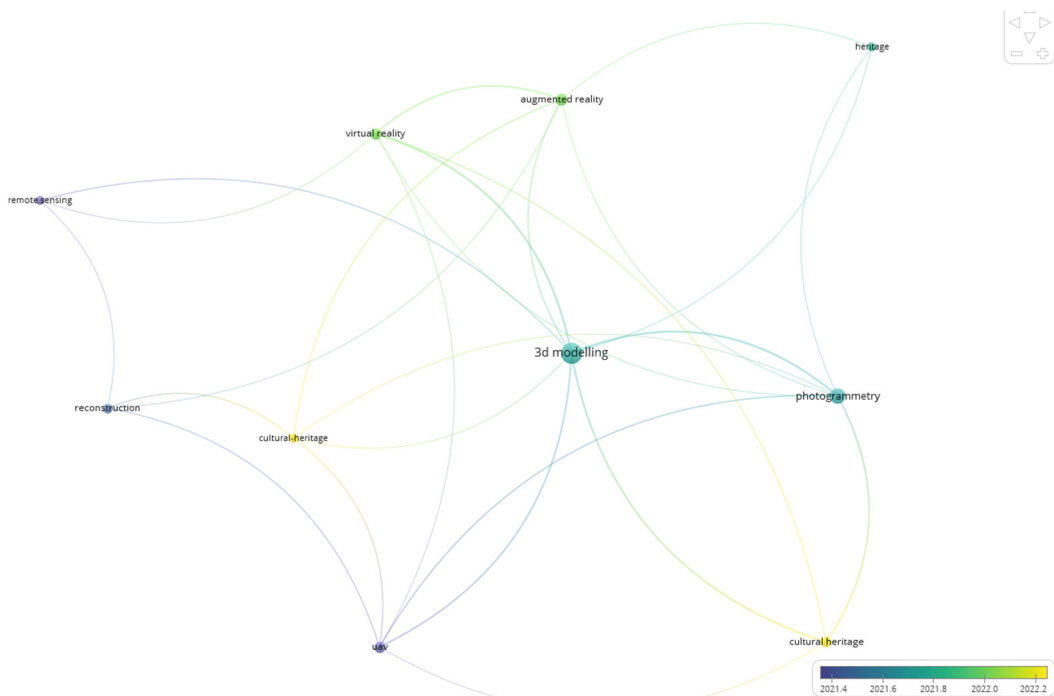 heritage
augmented reality
virtual reality
remote sensing
3d modelling
photogrammetry
reconstruction
cultural-heritage
cultural heritage
uav
2021.4 2021.6 2021.8 2022.0 2022.2